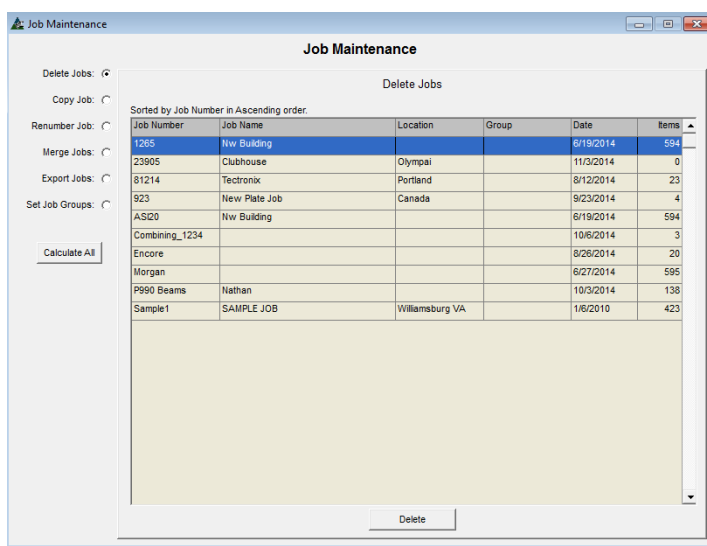 Job Maintenance
Job Maintenance
Delete Jobs:
Copy Job:
Renumber Job:
Merge Jobs:
Export Jobs:
Set Job Groups:
Calculate All
Delete Jobs
Sorted by Job Number in Ascending order.
Job Number Job Name Location Group Date Items
1265 Nw Building 6/19/2014 594
23905 Clubhouse Olympai 11/3/2014 0
81214 Tectronix Portland 8/12/2014 23
923 New Plate Job Canada 9/23/2014 4
ASI20 Nw Building 6/19/2014 594
Combining_1234 10/6/2014 3
Encore 8/26/2014 20
Morgan 6/27/2014 595
P990 Beams Nathan 10/3/2014 138
Sample1 SAMPLE JOB Williamsburg VA 1/6/2010 423
Delete